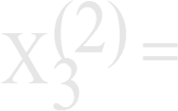 X₃⁽²⁾ =